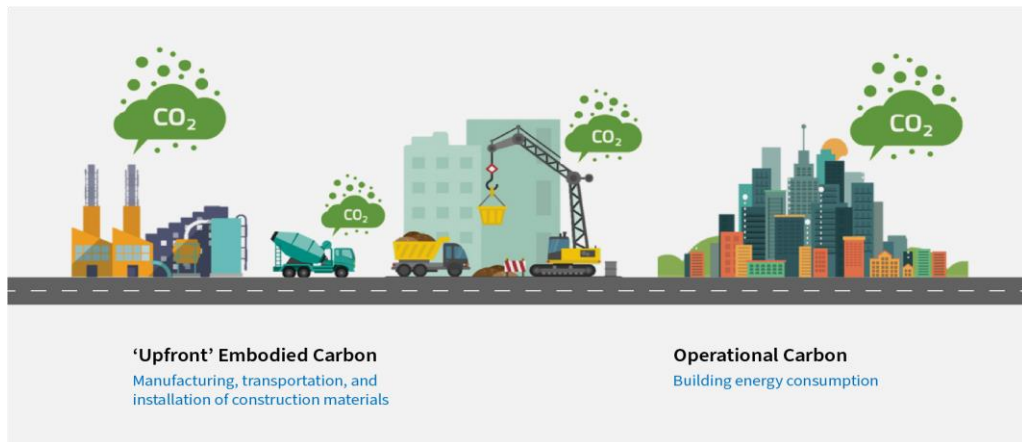 CO₂
CO₂
CO₂
CO₂
‘Upfront’ Embodied Carbon
Manufacturing, transportation, and
installation of construction materials
Operational Carbon
Building energy consumption